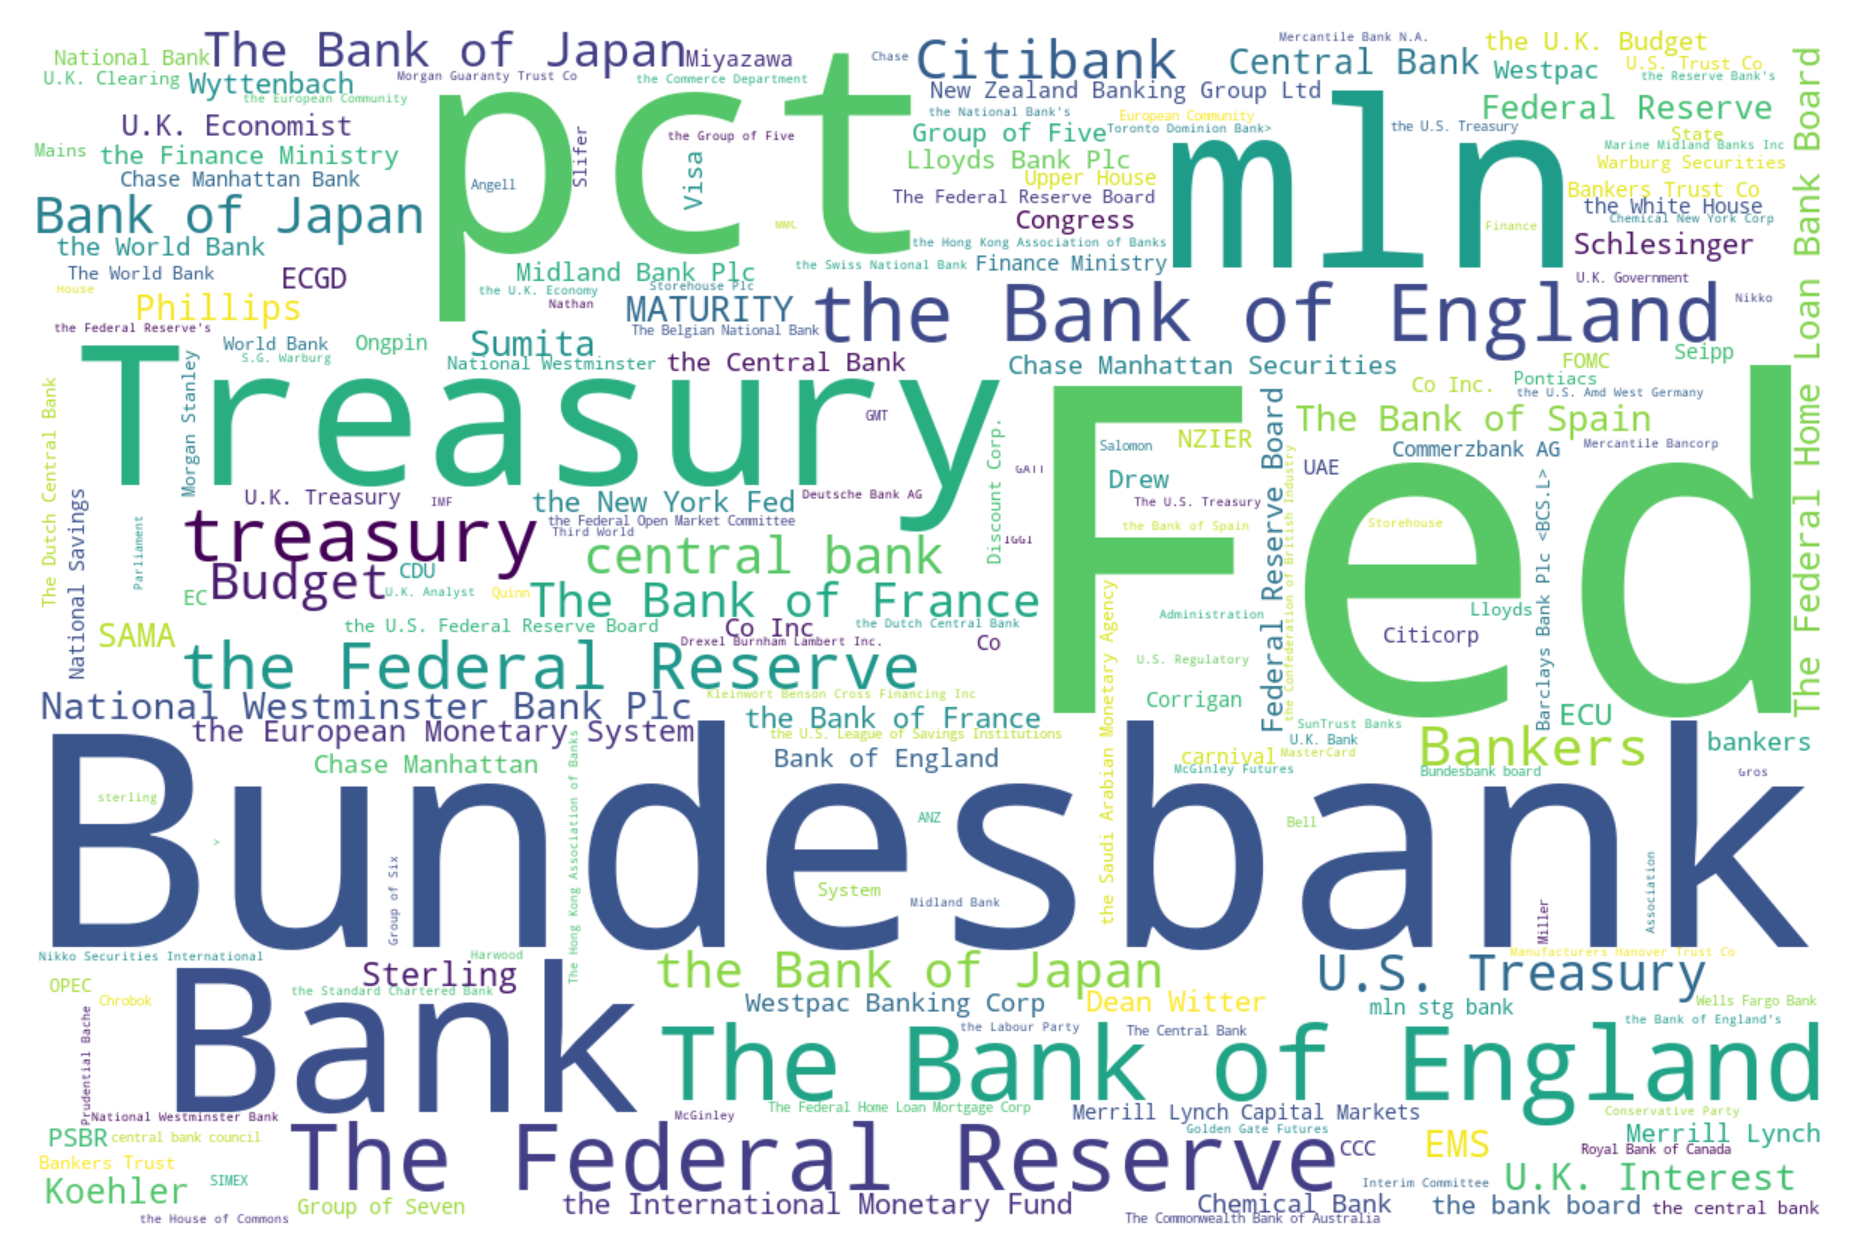 The Bank of Japan
Miyazawa
Chase
Citibank
Mercantile Bank N.A.
Central Bank
the U.K. Budget
National Bank
U.K. Clearing
Wyttenbach
Morgan Guaranty Trust Co
the Commerce Department
pct
New Zealand Banking Group Ltd
Westpac
U.S. Trust Co
the Reserve Bank's
the European Community
the National Bank's
European Community
mln
Federal Reserve
U.K. Economist
Slifer
the Group of Five
Group of Five
Toronto Dominion Bank>
the U.S. Treasury
State
Marine Midland Banks Inc
Mains
the Finance Ministry
Visa
Lloyds Bank Plc
Warburg Securities
Chase Manhattan Bank
Angell
Upper House
Bankers Trust Co
The Federal Reserve Board
the White House
Bank of Japan
MWL
Congress
Chemical New York Corp
Finance
the World Bank
the Hong Kong Association of Banks
Schlesinger
The World Bank
ECGD
Midland Bank Plc
the Swiss National Bank
Finance Ministry
U.K. Government
House
the U.K. Economy
Storehouse Plc
Phillips
Nathan
MATURITY
the Bank of England
Nikko
the Federal Reserve's
The Belgian National Bank
World Bank
Ongpin
Sumita
S.G. Warburg
National Westminster
the Central Bank
Chase Manhattan Securities
FOMC
Seipp
The Federal Home Loan Bank Board
Treasury
Morgan Stanley
The Dutch Central Bank
Co Inc.
Pontiacs
the U.S. Amd West Germany
Fed
GMT
The Bank of Spain
Discount Corp.
Salomon
NZIER
Federal Reserve Board
Commerzbank AG
Mercantile Bancorp
GATT
UAE
Drew
the Confederation of British Industry
Barclays Bank Plc <BCS.L>
National Savings
U.K. Treasury
IMF
the New York Fed
Deutsche Bank AG
The U.S. Treasury
Parliament
treasury
the Federal Open Market Committee
Third World
the Bank of Spain
Storehouse
IGGI
central bank
Budget
CDU
EC
U.K. Analyst
Quinn
The Bank of France
the Saudi Arabian Monetary Agency
Administration
Lloyds
SAMA
the U.S. Federal Reserve Board
Co Inc
the Dutch Central Bank
Citicorp
Drexel Burnham Lambert Inc.
Co
the Federal Reserve
U.S. Regulatory
Kleinwort Benson Cross Financing Inc
Corrigan
National Westminster Bank Plc
the Bank of France
ECU
the European Monetary System
the U.S. League of Savings Institutions
SunTrust Banks
U.K. Bank
Bankers
bankers
Chase Manhattan
The Hong Kong Association of Banks
Bank of England
carnival
MasterCard
McGinley Futures
Bundesbank board
Gros
Bundesbank
sterling
ANZ
Bell
>
Group of Six
System
Midland Bank
Association
Miller
Nikko Securities International
Harwood
Manufacturers Hanover Trust Co
Sterling
the Bank of Japan
U.S. Treasury
OPEC
Chrobok
the Standard Chartered Bank
Bank
Westpac Banking Corp
Dean Witter
mln stg bank
Wells Fargo Bank
Prudential Bache
the Labour Party
The Central Bank
the Bank of England's
The Bank of England
National Westminster Bank
McGinley
The Federal Home Loan Mortgage Corp
Merrill Lynch Capital Markets
Conservative Party
PSBR
central bank council
The Federal Reserve
Golden Gate Futures
Merrill Lynch
Bankers Trust
CCC
EMS
Royal Bank of Canada
Koehler
SIMEX
Interim Committee
U.K. Interest
Group of Seven
the International Monetary Fund
Chemical Bank
the bank board
the central bank
the House of Commons
The Commonwealth Bank of Australia